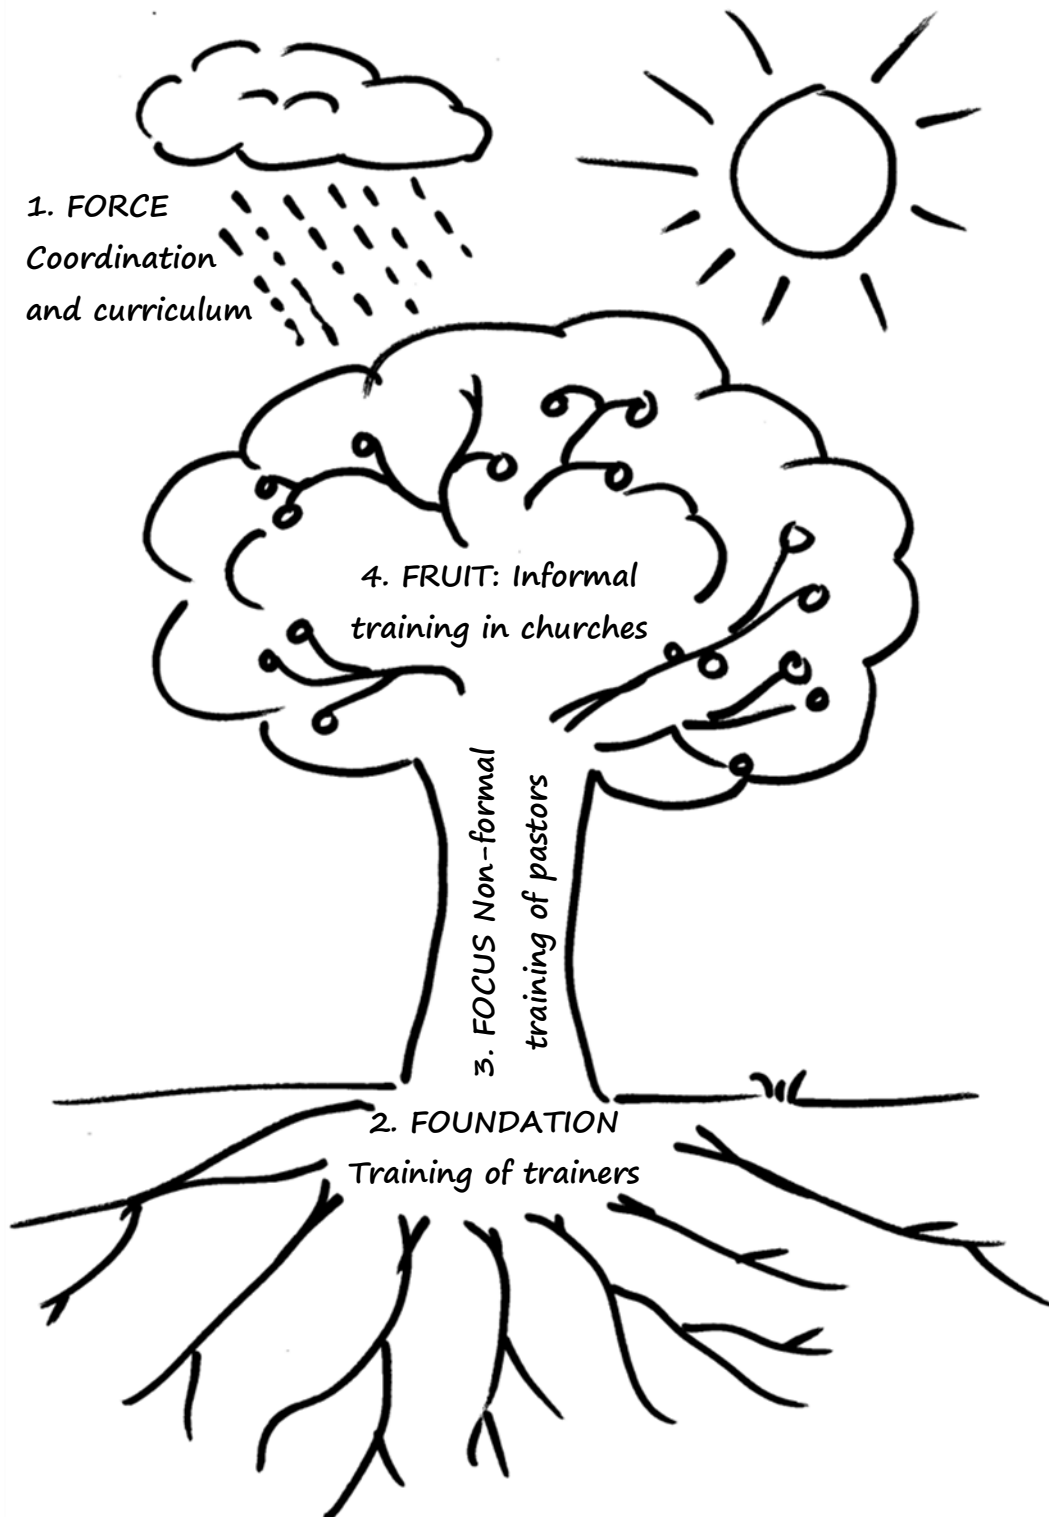 1. FORCE
Coordination
and curriculum
4. FRUIT: Informal
training in churches
3. FOCUS Non-formal
training of pastors
2. FOUNDATION
Training of trainers